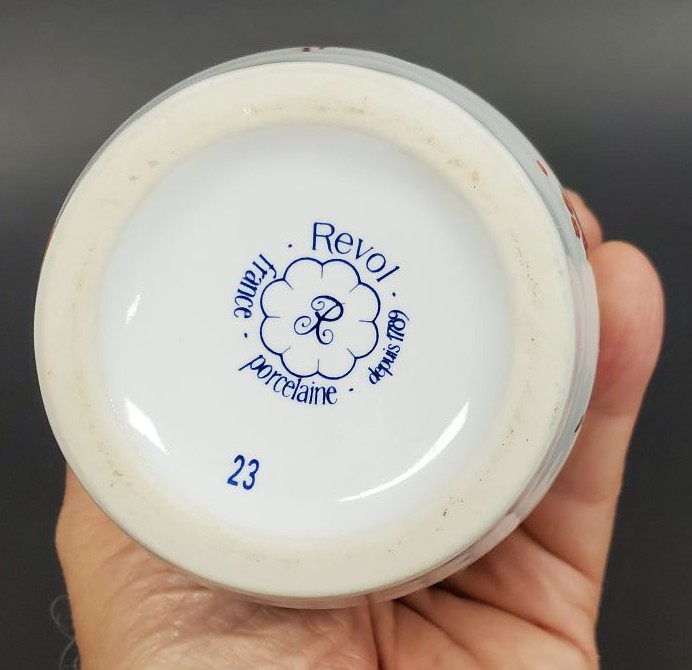 Revol
depuis 1789
porcelaine
france
R
23